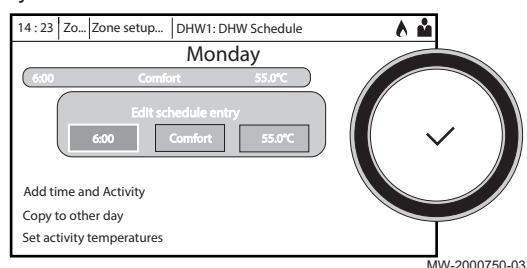 14 : 23 Zo... Zone setup... DHW1: DHW Schedule
Monday
6:00 Comfort 55.0°C
Edit schedule entry
6:00 Comfort 55.0°C
Add time and Activity
Copy to other day
Set activity temperatures
MW-2000750-03